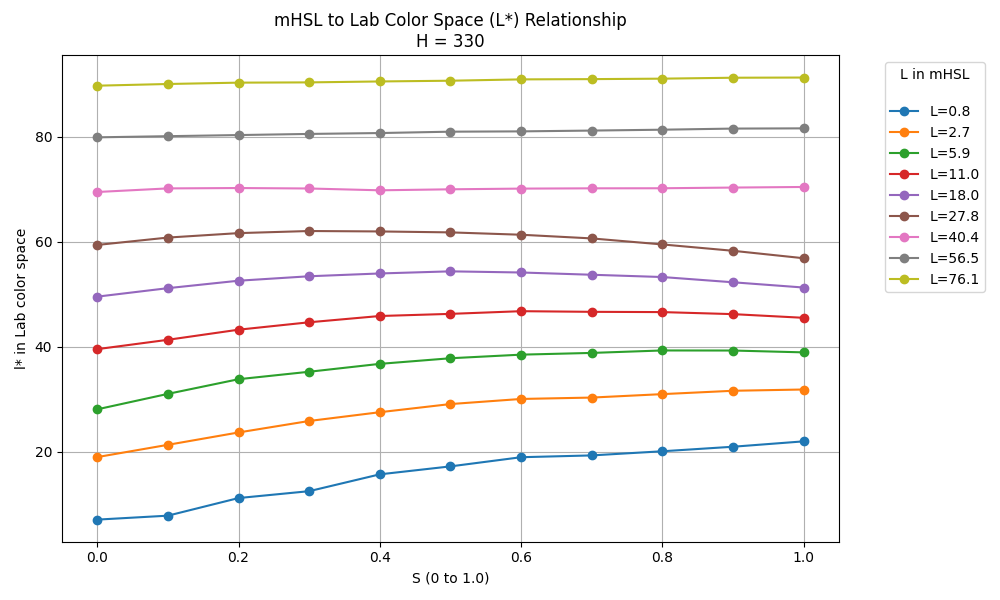 mHSL to Lab Color Space (L*) Relationship
H = 330
L in mHSL
L=0.8
L=2.7
L=5.9
L=11.0
L=18.0
L=27.8
L=40.4
L=56.5
L=76.1
80
60
40
20
l* in Lab color space
0.0 0.2 0.4 0.6 0.8 1.0
S (0 to 1.0)